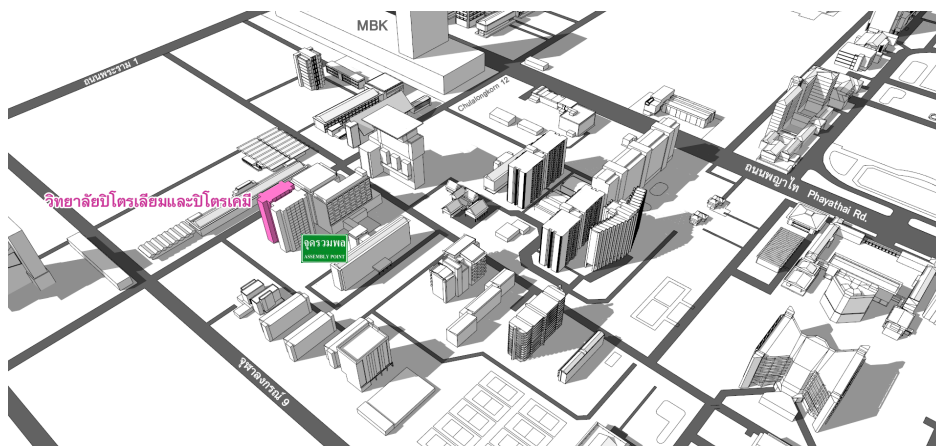 MBK
ถนนพระราม 1
Chulalongkorn 12
ถนนพญาไท Phayathai Rd.
วิทยาลัยปิโตรเลียมและปิโตรเคมี
จุดรวมพล
ASSEMBLY POINT
จุฬาลงกรณ์ 9